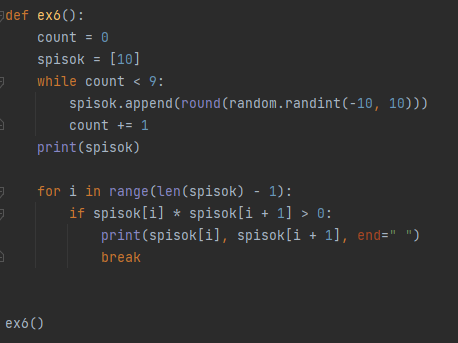 def ex6():
    count = 0
    spisok = [10]
    while count < 9:
        spisok.append(round(random.randint(-10, 10)))
        count += 1
    print(spisok)

    for i in range(len(spisok) - 1):
        if spisok[i] * spisok[i + 1] > 0:
            print(spisok[i], spisok[i + 1], end=" ")
            break


ex6()